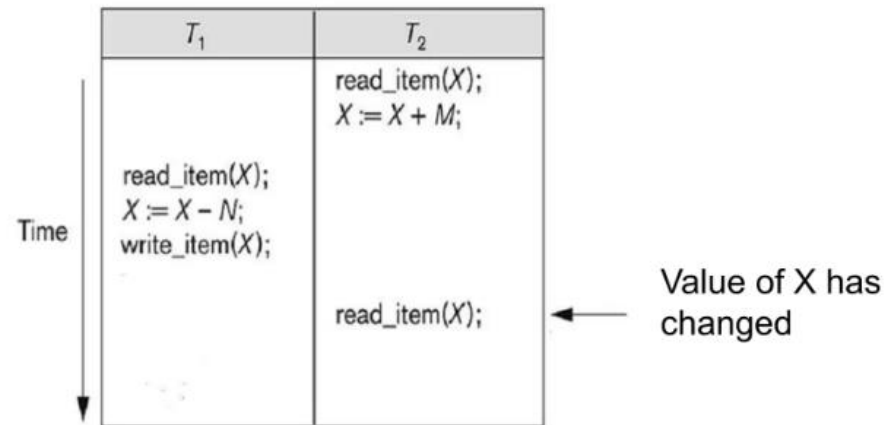 T1 T2
read_item(X);
X := X + M;
read_item(X);
X := X – N;
Time
write_item(X);
read_item(X);
Value of X has
changed